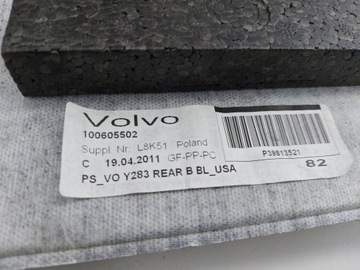 Volvo
100605502
Suppl Nr: L8K51 Poland
C 19.04.2011 GF-PP-PC
P39813521
PS_VO Y283 REAR B BL_USA
82